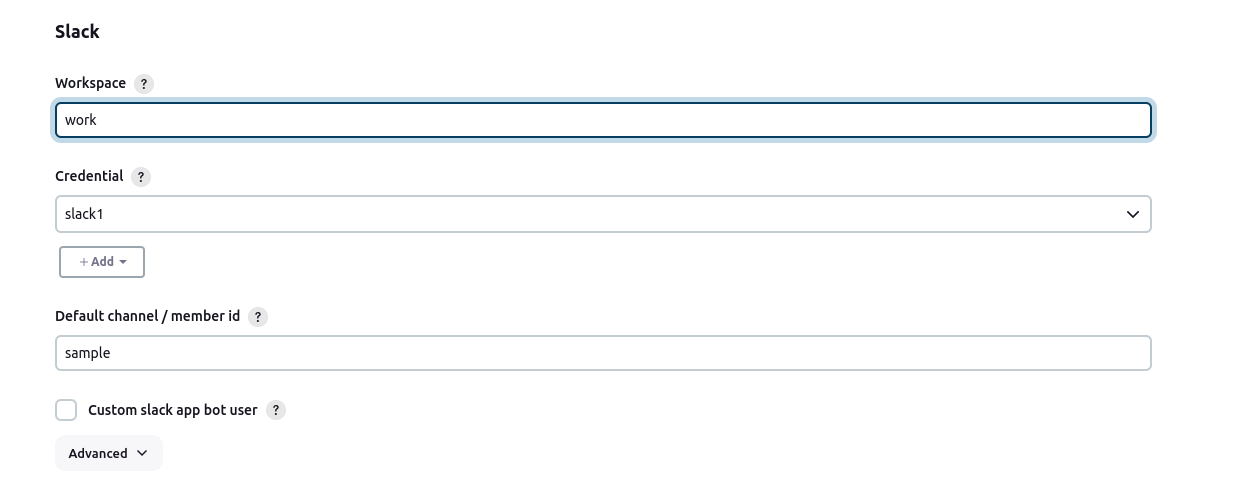 Slack
Workspace ?
work
Credential ?
slack1
+ Add
Default channel / member id ?
sample
Custom slack app bot user ?
Advanced